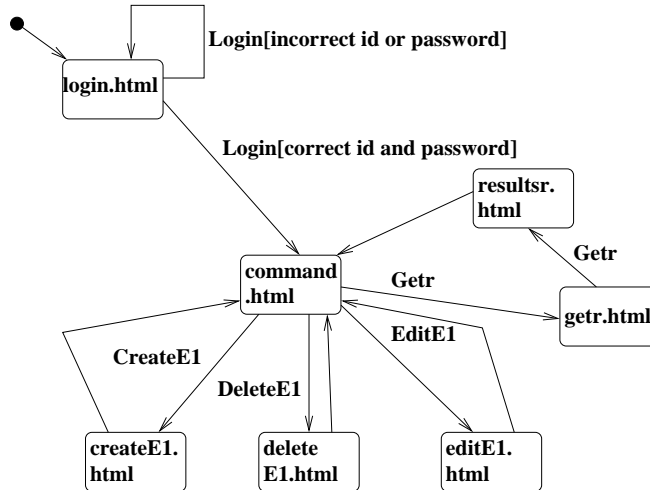 Login[incorrect id or password]
login.html
Login[correct id and password]
resultsr.
html
Getr
command
.html
Getr
getr.html
EditE1
CreateE1
DeleteE1
createE1.
html
delete
E1.html
editE1.
html